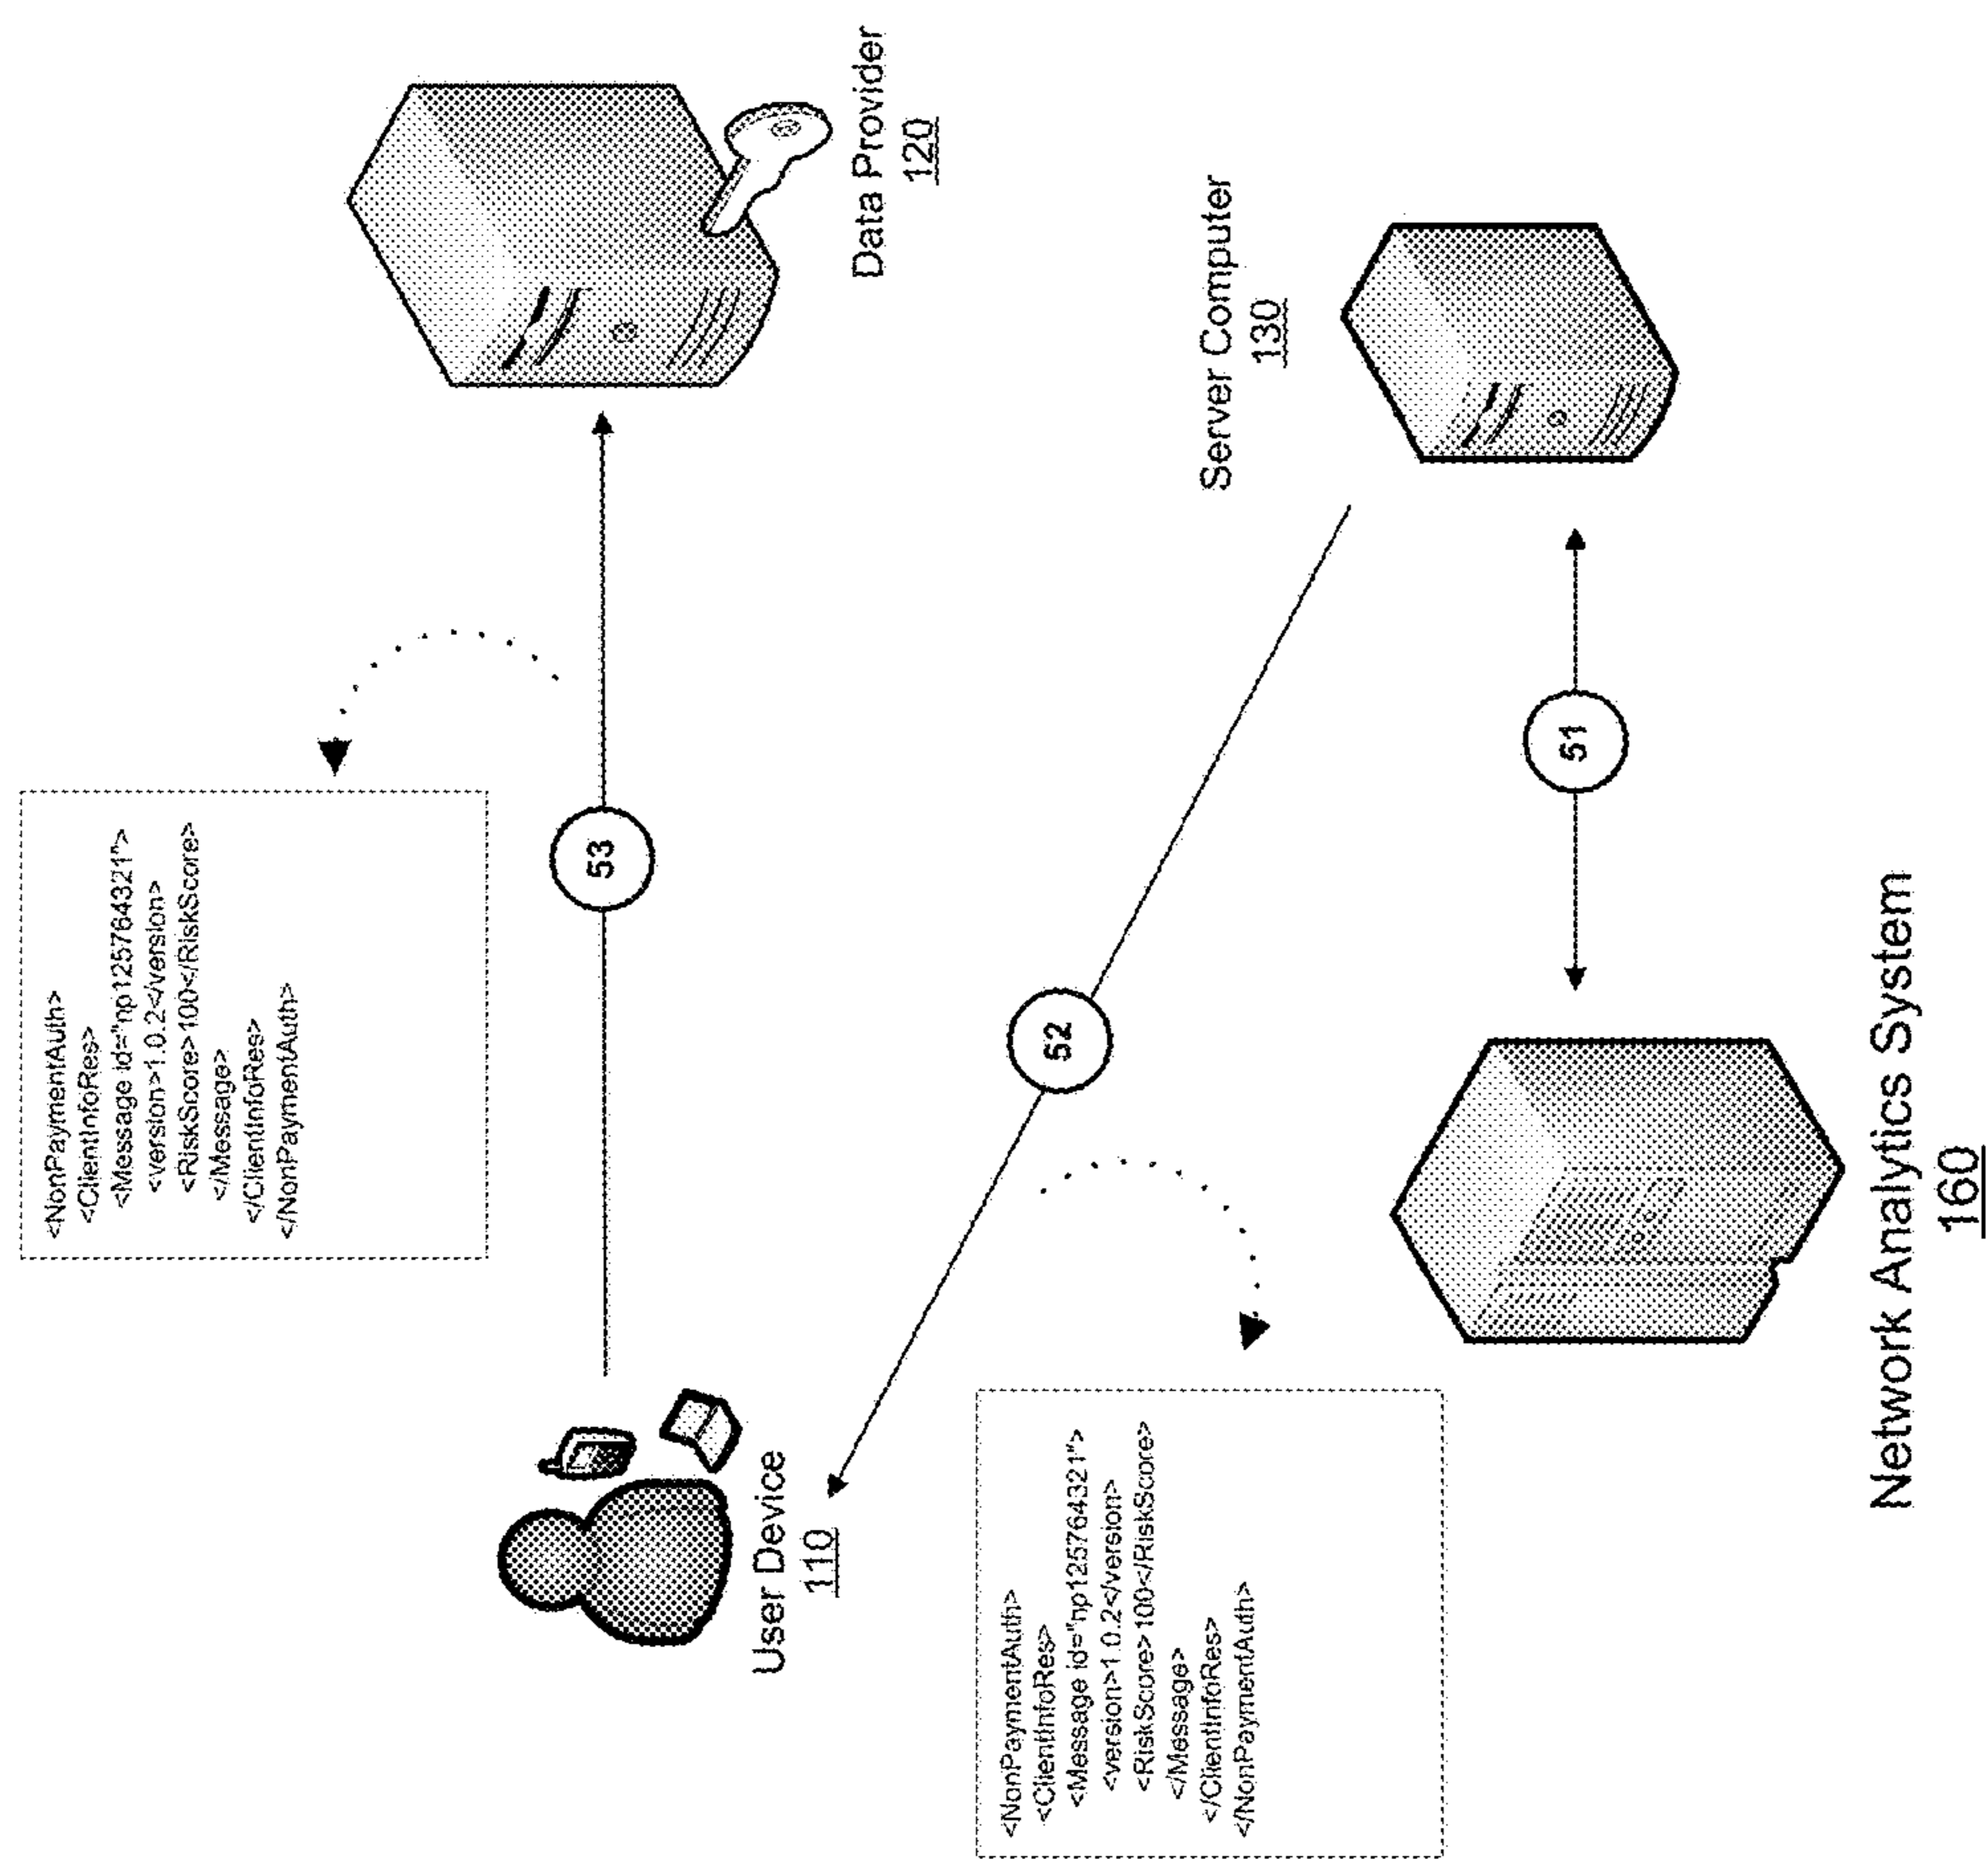 <NonPaymentAuth>
<ClientInfoRes>
<Message id="np125764321">
<version>1.0.2</version>
<RiskScore>100</RiskScore>
</Message>
</ClientInfoRes>
</NonPaymentAuth>
53
Data Provider
120
User Device
110
52
Server Computer
130
<NonPaymentAuth>
<ClientInfoRes>
<Message id="np125764321">
<version>1.0.2</version>
<RiskScore>100</RiskScore>
</Message>
</ClientInfoRes>
</NonPaymentAuth>
51
Network Analytics System
160